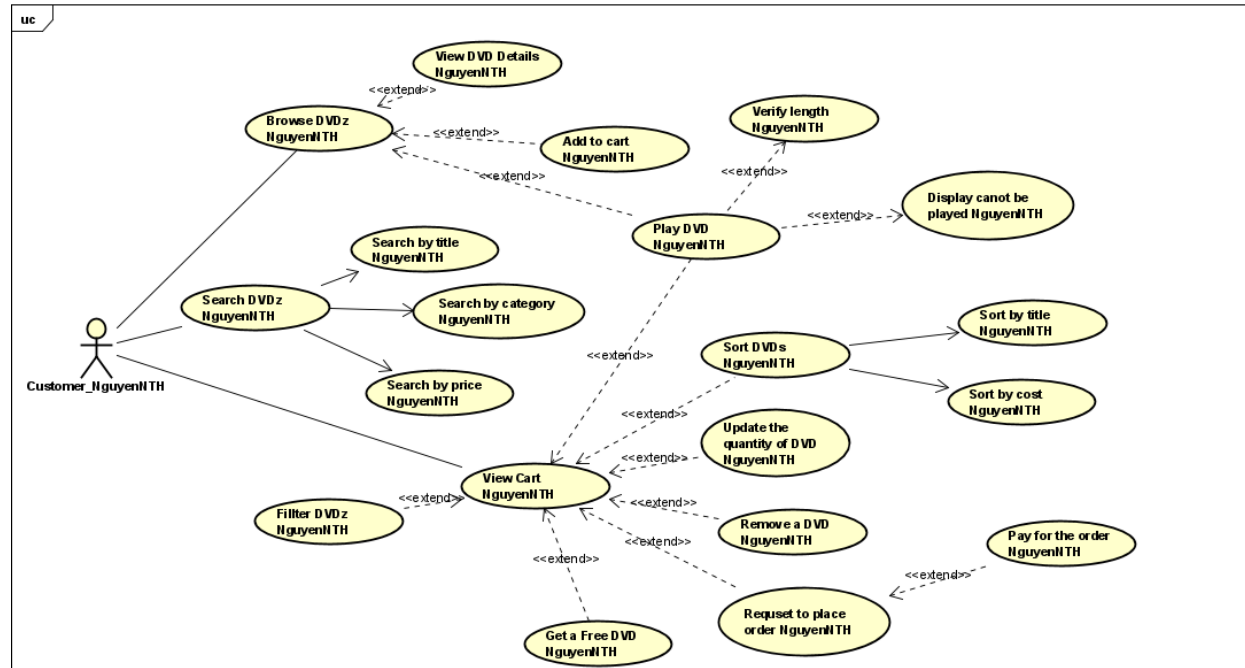 uc
View DVD Details
NguyenNTH
<<extend>>
Browse DVDz
NguyenNTH
<<extend>>
Add to cart
NguyenNTH
<<extend>>
Verify length
NguyenNTH
<<extend>>
Play DVD
NguyenNTH
<<extend>>
Display canot be
played NguyenNTH
Search by title
NguyenNTH
Search DVDz
NguyenNTH
Search by category
NguyenNTH
Search by price
NguyenNTH
Customer_NguyenNTH
<<extend>>
Sort DVDs
NguyenNTH
Sort by title
NguyenNTH
Sort by cost
NguyenNTH
<<extend>>
Update the
quantity of DVD
NguyenNTH
<<extend>>
View Cart
NguyenNTH
Fillter DVDz
NguyenNTH
<<extend>>
<<extend>>
Remove a DVD
NguyenNTH
<<extend>>
Pay for the order
NguyenNTH
<<extend>>
Requset to place
order NguyenNTH
<<extend>>
Get a Free DVD
NguyenNTH